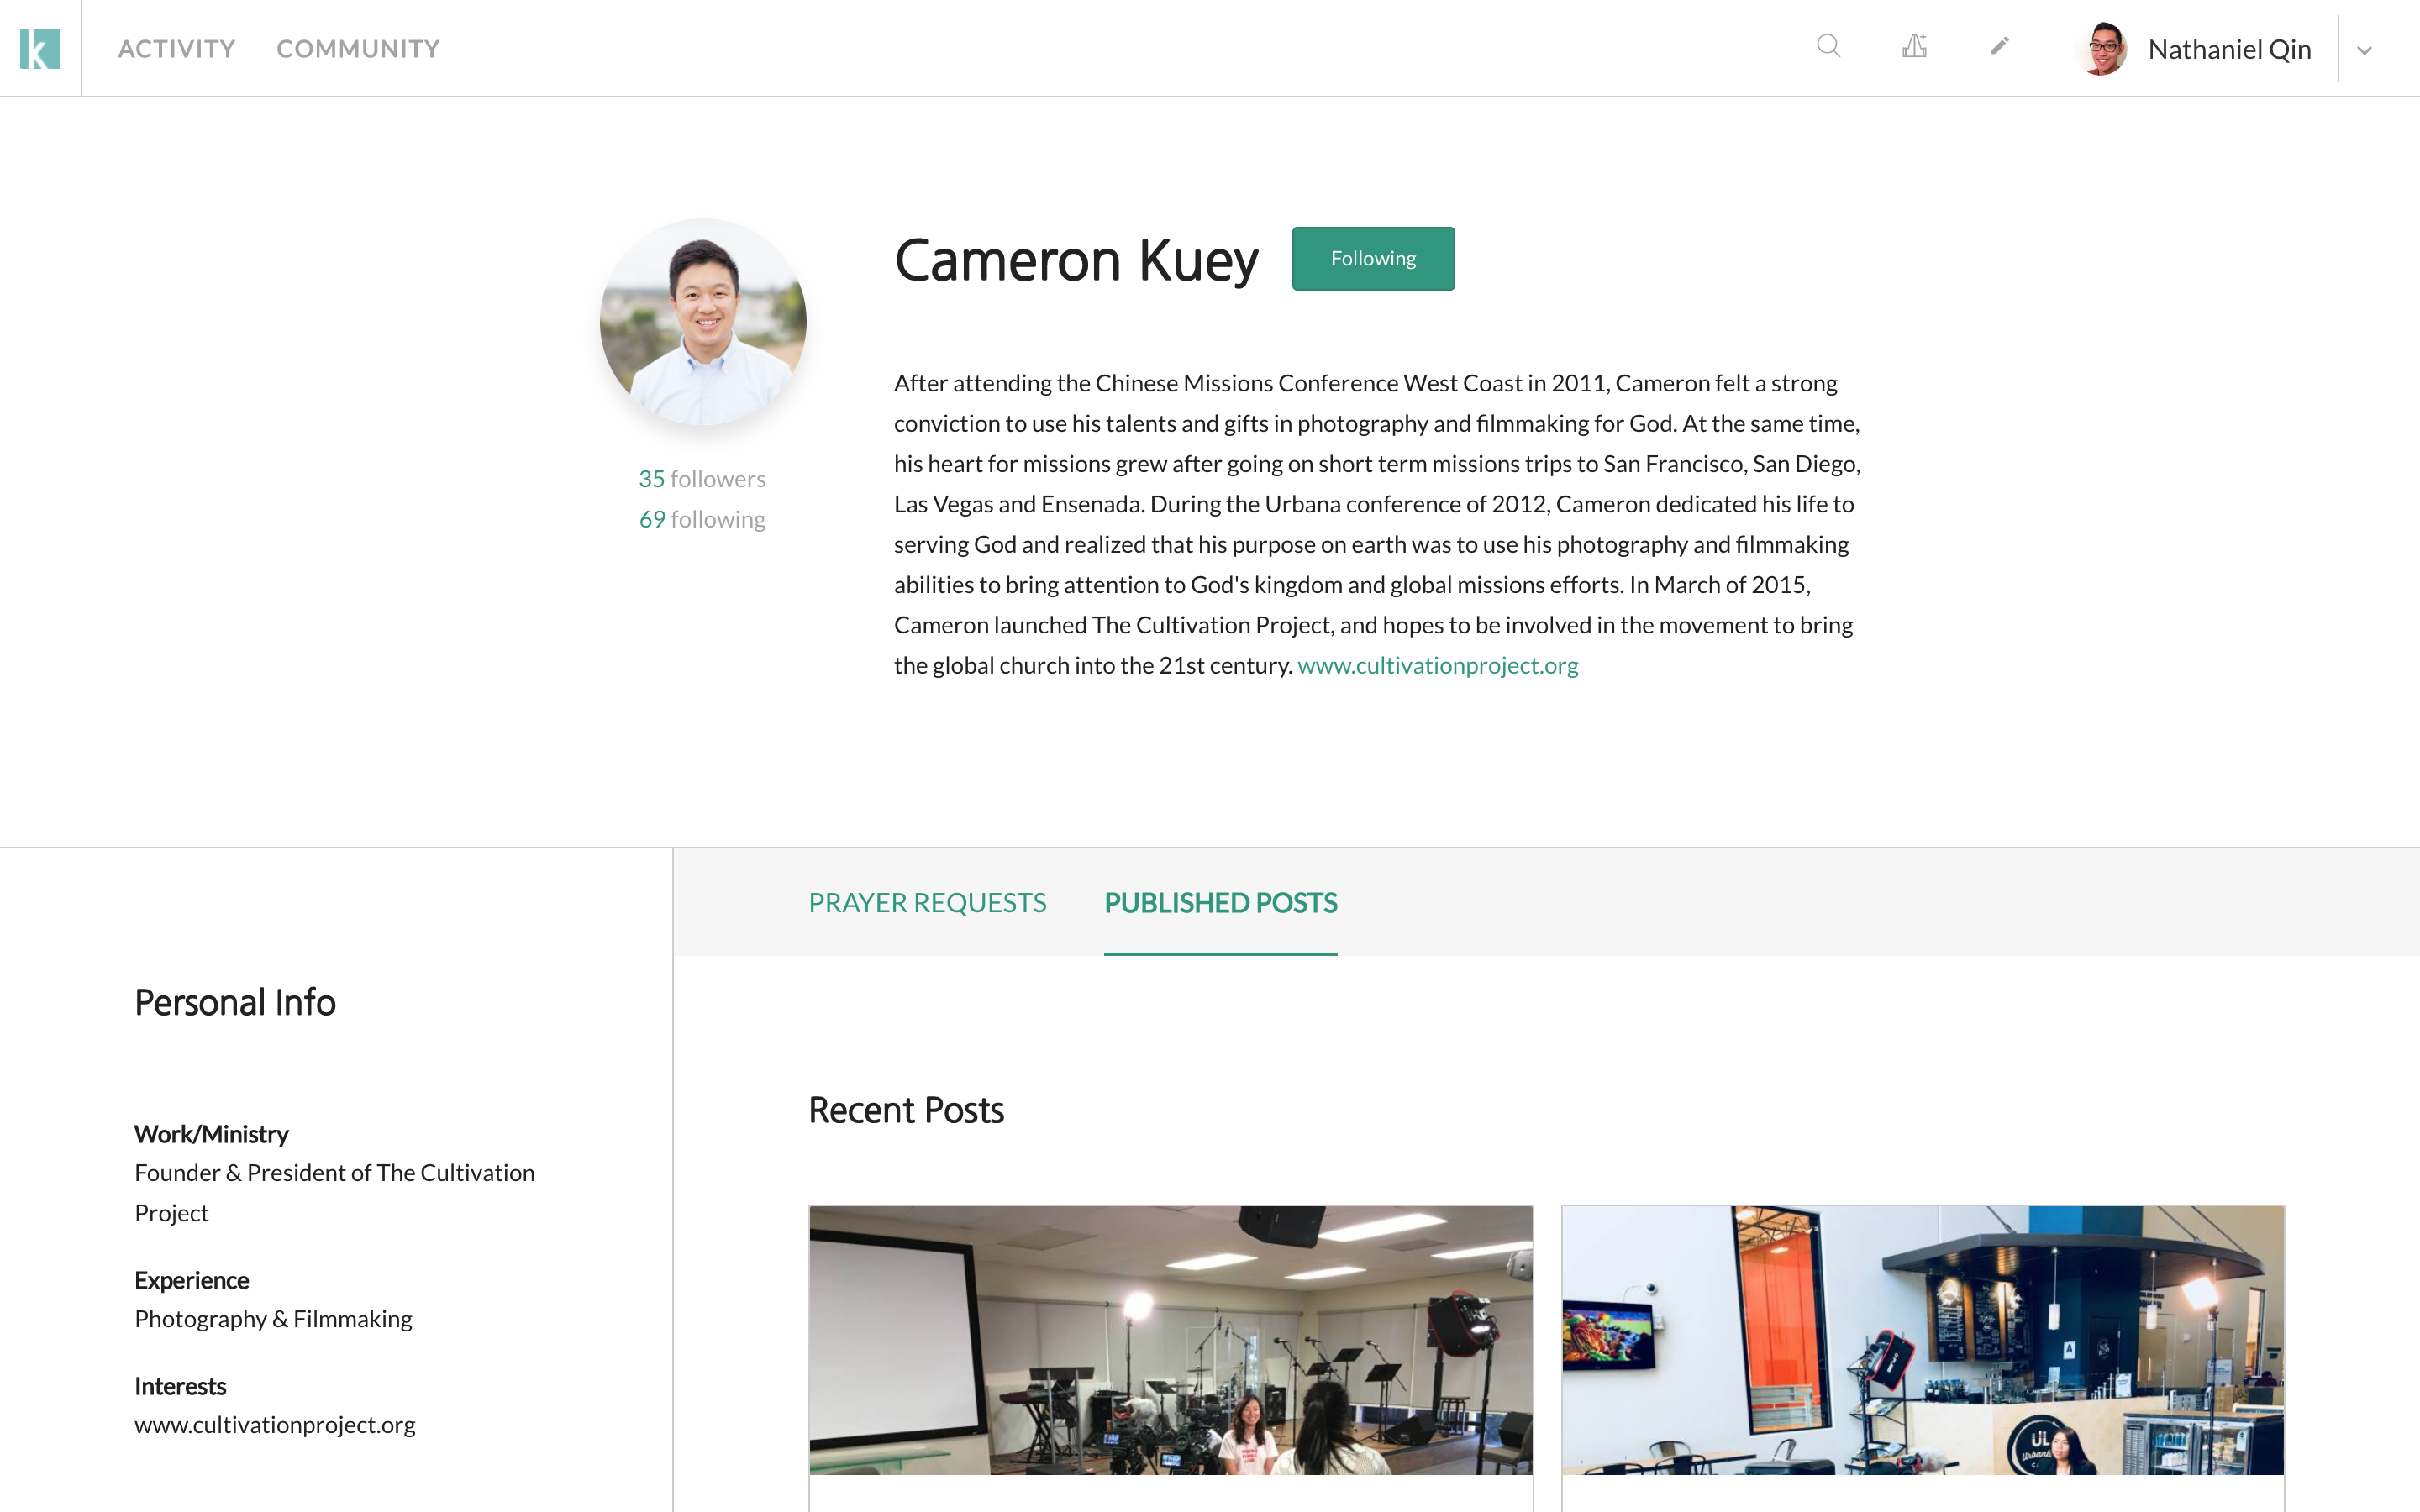 k
ACTIVITY COMMUNITY
Nathaniel Qin
Cameron Kuey
Following
After attending the Chinese Missions Conference West Coast in 2011, Cameron felt a strong
conviction to use his talents and gifts in photography and filmmaking for God. At the same time,
his heart for missions grew after going on short term missions trips to San Francisco, San Diego,
Las Vegas and Ensenada. During the Urbana conference of 2012, Cameron dedicated his life to
serving God and realized that his purpose on earth was to use his photography and filmmaking
abilities to bring attention to God's kingdom and global missions efforts. In March of 2015,
Cameron launched The Cultivation Project, and hopes to be involved in the movement to bring
the global church into the 21st century. www.cultivationproject.org
35 followers
69 following
PRAYER REQUESTS PUBLISHED POSTS
Personal Info
Work/Ministry
Founder & President of The Cultivation
Project
Experience
Photography & Filmmaking
Interests
www.cultivationproject.org
Recent Posts
A
UL